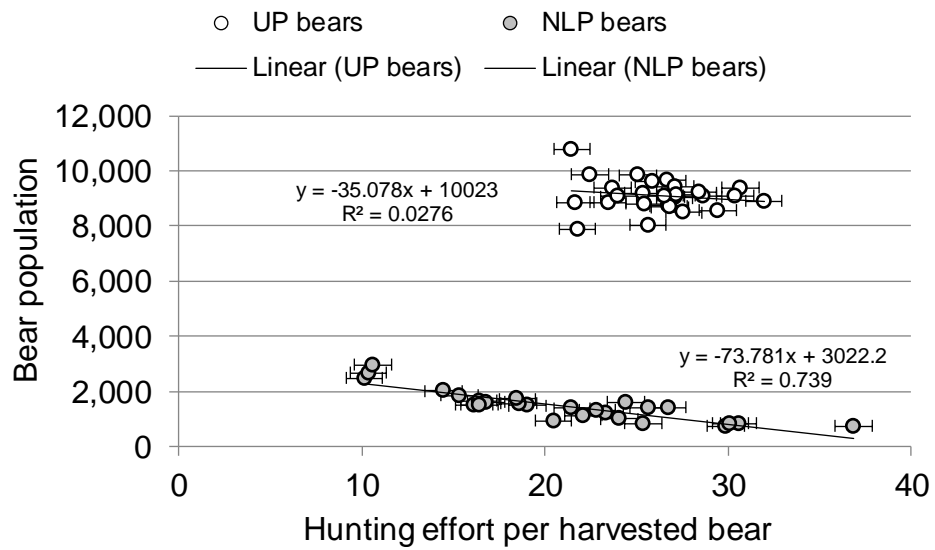 UP bears NLP bears
Linear (UP bears) Linear (NLP bears)
12,000
10,000
8,000
6,000
4,000
2,000
0
Bear population
y = -35.078x + 10023
R² = 0.0276
y = -73.781x + 3022.2
R² = 0.739
0 10 20 30 40
Hunting effort per harvested bear